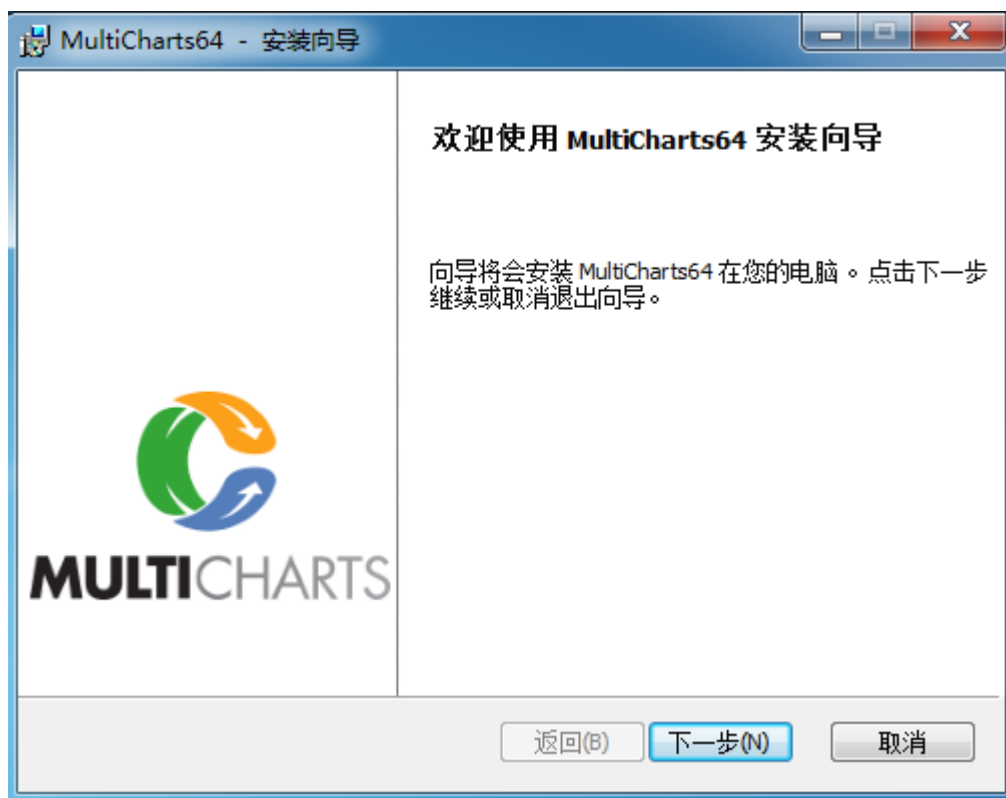 MultiCharts64 - 安装向导
欢迎使用 MultiCharts64 安装向导
向导将会安装 MultiCharts64 在您的电脑。点击下一步
继续或取消退出向导。
MULTICHARTS
返回(B) 下一步(N) 取消